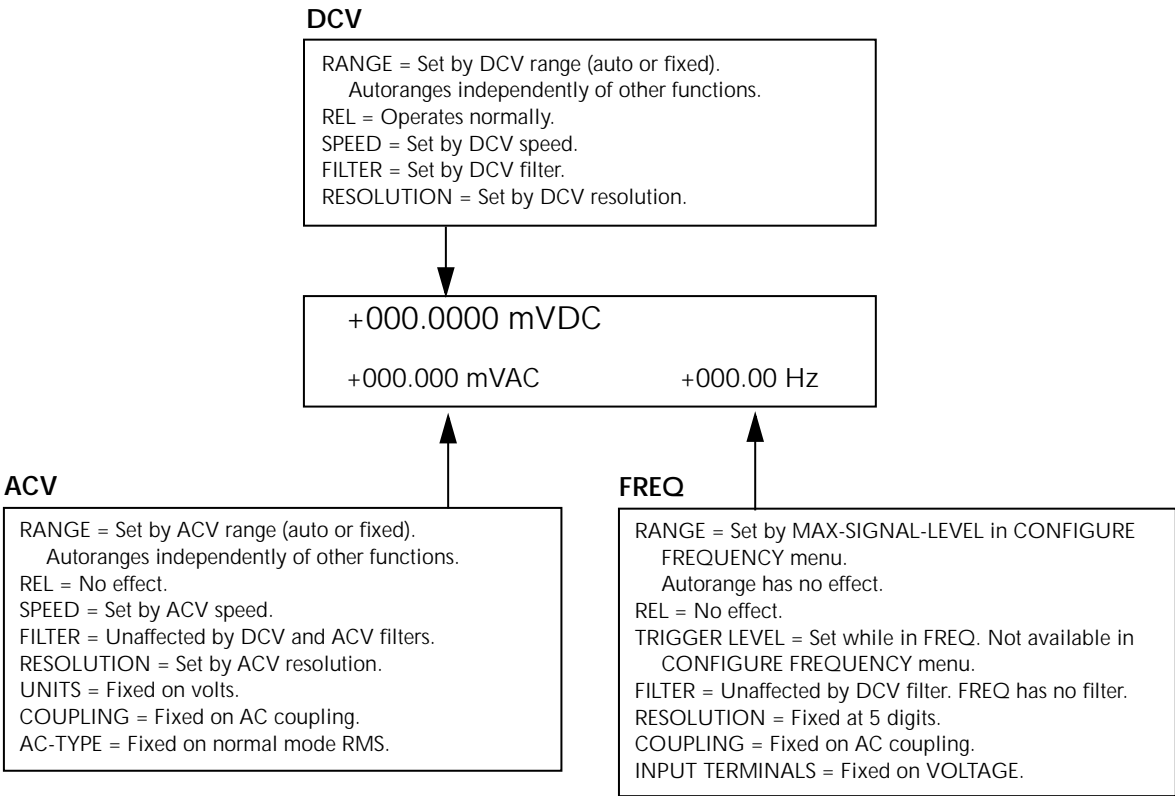 DCV
RANGE = Set by DCV range (auto or fixed).
Autoranges independently of other functions.
REL = Operates normally.
SPEED = Set by DCV speed.
FILTER = Set by DCV filter.
RESOLUTION = Set by DCV resolution.
+000.0000 mVDC
+000.000 mVAC +000.00 Hz
ACV
RANGE = Set by ACV range (auto or fixed).
Autoranges independently of other functions.
REL = No effect.
SPEED = Set by ACV speed.
FILTER = Unaffected by DCV and ACV filters.
RESOLUTION = Set by ACV resolution.
UNITS = Fixed on volts.
COUPLING = Fixed on AC coupling.
AC-TYPE = Fixed on normal mode RMS.
FREQ
RANGE = Set by MAX-SIGNAL-LEVEL in CONFIGURE
FREQUENCY menu.
Autorange has no effect.
REL = No effect.
TRIGGER LEVEL = Set while in FREQ. Not available in
CONFIGURE FREQUENCY menu.
FILTER = Unaffected by DCV filter. FREQ has no filter.
RESOLUTION = Fixed at 5 digits.
COUPLING = Fixed on AC coupling.
INPUT TERMINALS = Fixed on VOLTAGE.